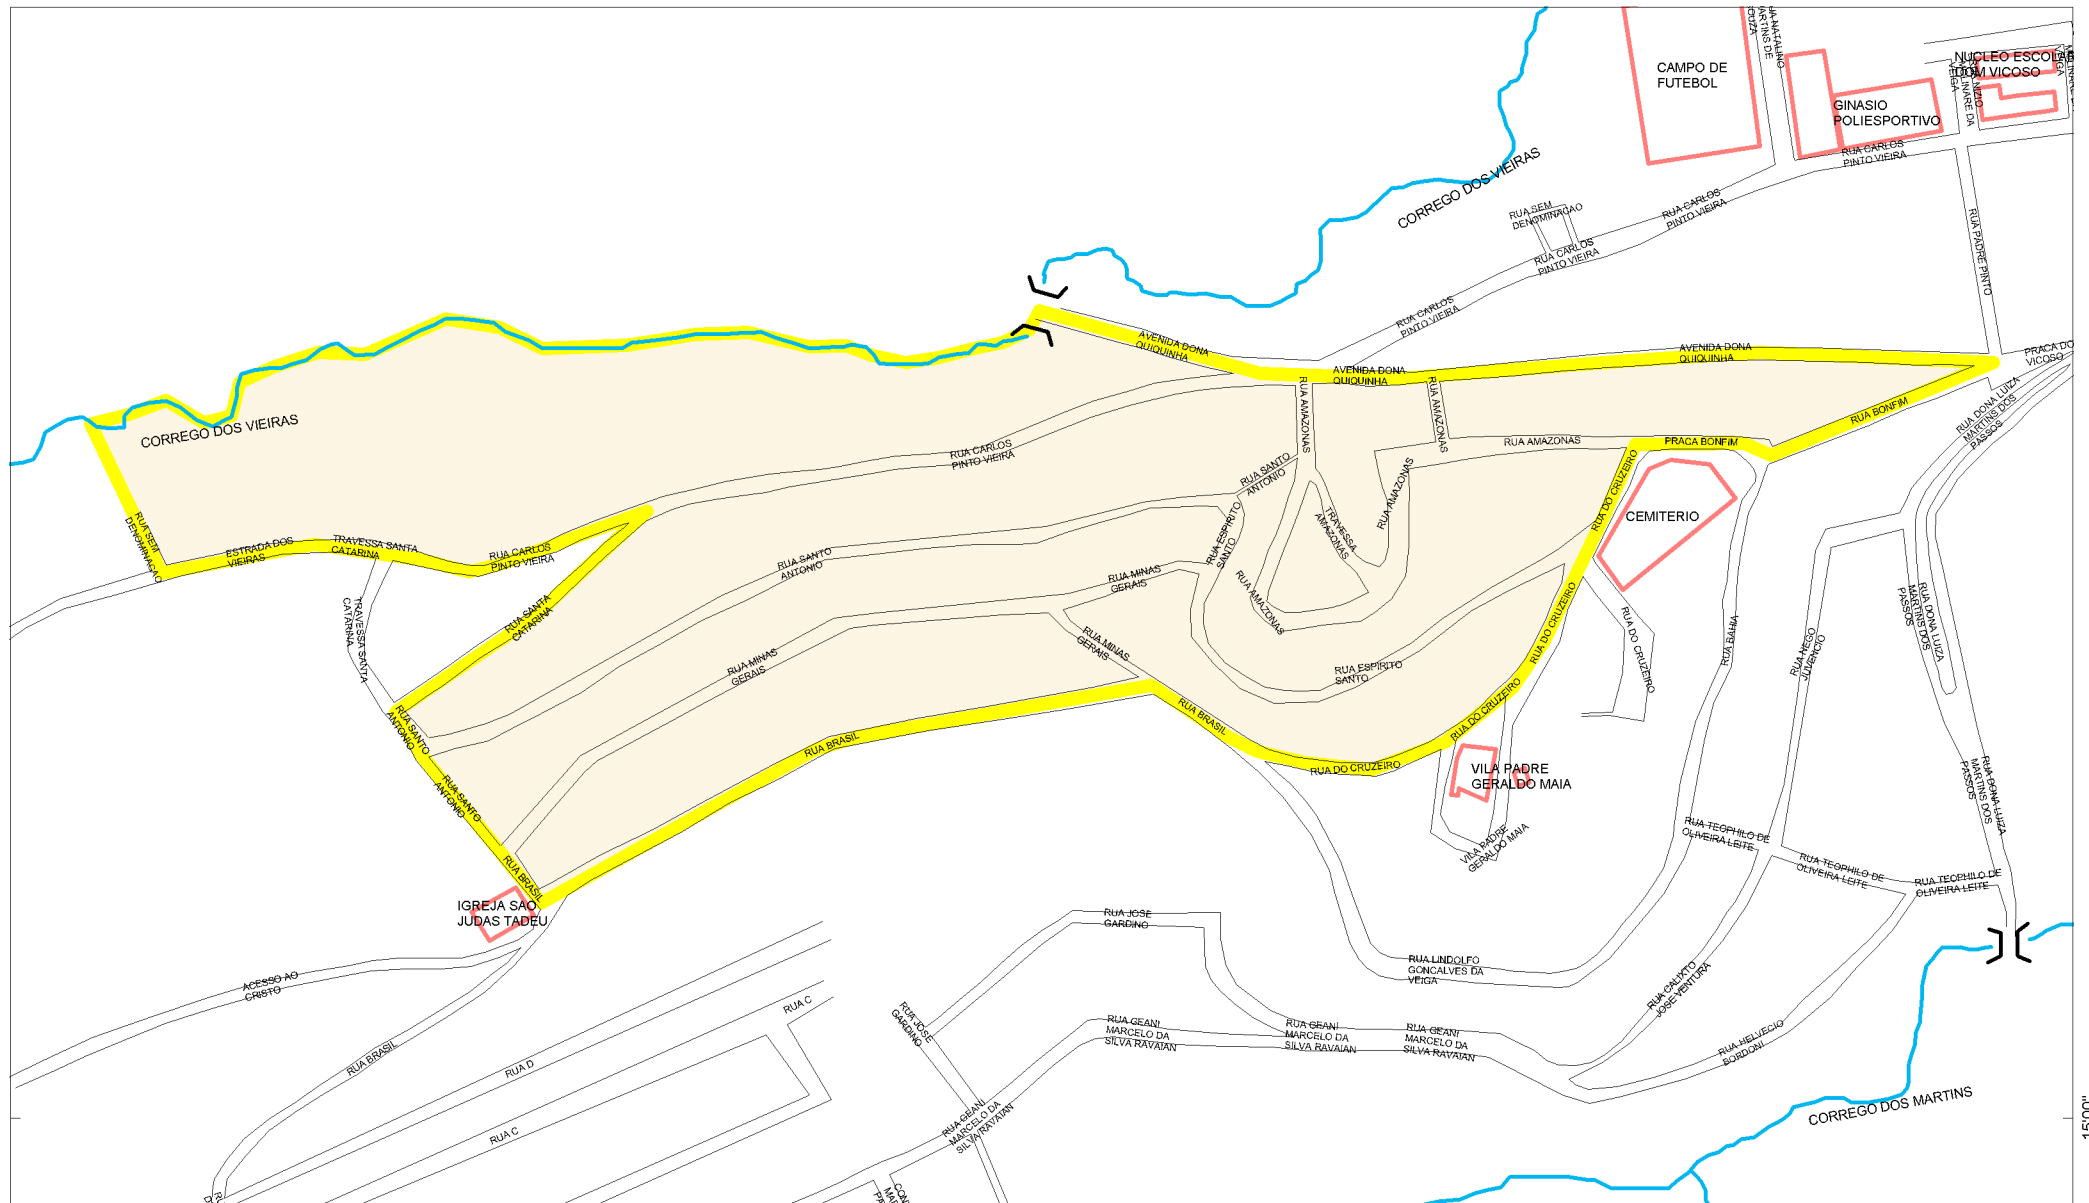 CAMPO DE
FUTEBOL
GINASIO
POLIESPORTIVO
NUCLEO ESCOLAR
DOM VICOSO
RUA CARLOS
PINTO VIEIRA
CORREGO DOS VIEIRAS
RUA SEM
DENOMINACAO
RUA CARLOS
PINTO VIEIRA
RUA CARLOS
PINTO VIEIRA
RUA PADRE PINTO
RUA CARLOS
PINTO VIEIRA
AVENIDA DONA
QUIQUINHA
AVENIDA DONA
QUIQUINHA
AVENIDA DONA
QUIQUINHA
PRACA DO
VICOSO
RUA DONA LUIZA
MARTINS DOS
PASSOS
RUA BONFIM
PRACA BONFIM
RUA AMAZONAS
RUA AMAZONAS
RUA AMAZONAS
RUA AMAZONAS
TRAVESSA
AMAZONAS
RUA AMAZONAS
CORREGO DOS VIEIRAS
RUA CARLOS
PINTO VIEIRA
RUA SANTO
ANTONIO
RUA ESPIRITO
SANTO
RUA DO CRUZEIRO
CEMITERIO
RUA SEM
DENOMINACAO
ESTRADA DOS
VIEIRAS
TRAVESSA SANTA
CATARINA
RUA CARLOS
PINTO VIEIRA
TRAVESSA SANTA
CATARINA
RUA SANTA
CATARINA
RUA SANTO
ANTONIO
RUA MINAS
GERAIS
RUA MINAS
GERAIS
RUA MINAS
GERAIS
RUA ESPIRITO
SANTO
RUA DO CRUZEIRO
RUA DO CRUZEIRO
RUA BAHIA
RUA NEGO
JUVENCIO
RUA DONA LUIZA
MARTINS DOS
PASSOS
RUA SANTO
ANTONIO
RUA SANTO
ANTONIO
RUA BRASIL
RUA BRASIL
RUA BRASIL
RUA DO CRUZEIRO
RUA DO CRUZEIRO
VILA PADRE
GERALDO MAIA
VILA PADRE
GERALDO MAIA
RUA DONA LUIZA
MARTINS DOS
PASSOS
RUA TEOPHILO DE
OLIVEIRA LEITE
RUA TEOPHILO DE
OLIVEIRA LEITE
RUA TEOPHILO DE
OLIVEIRA LEITE
IGREJA SAO
JUDAS TADEU
RUA JOSE
GARDINO
RUA LINDOLFO
GONCALVES DA
VEIGA
RUA CALIXTO
JOSE VENTURA
ACESSO AO
CRISTO
RUA C
RUA JOSE
GARDINO
RUA GEANI
MARCELO DA
SILVA RAVAIAN
RUA GEANI
MARCELO DA
SILVA RAVAIAN
RUA GEANI
MARCELO DA
SILVA RAVAIAN
RUA HELVECIO
BORDONI
RUA BRASIL
RUA D
RUA C
RUA GEANI
MARCELO DA
SILVA RAVAIAN
CORREGO DOS MARTINS
15'00"